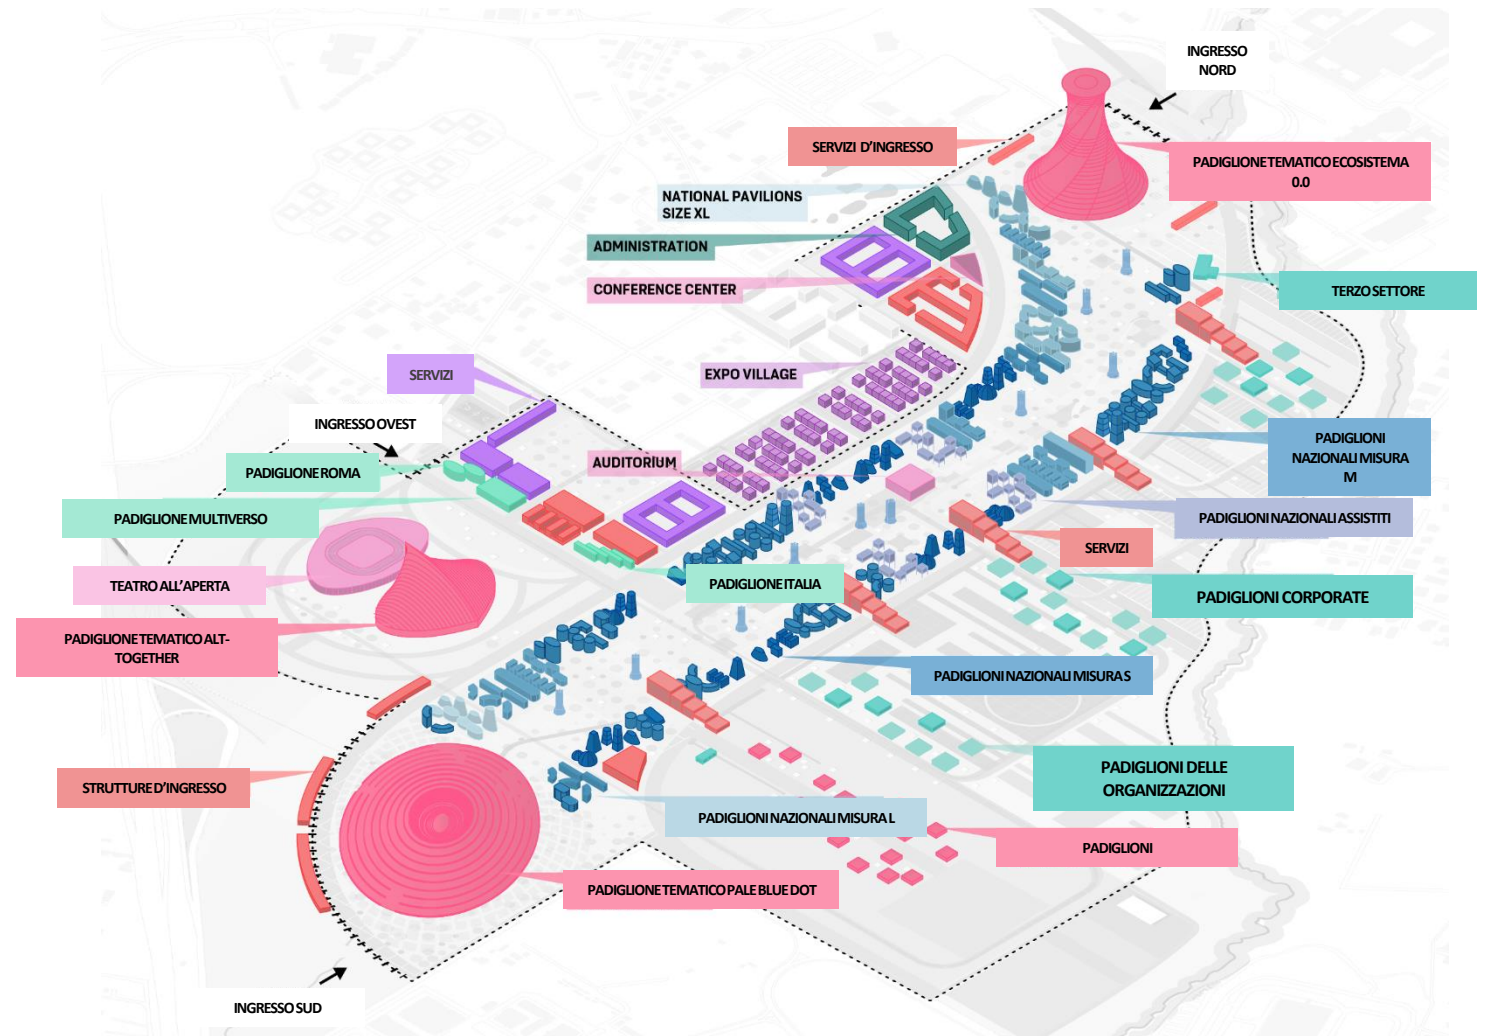 INGRESSO
NORD
SERVIZI D'INGRESSO
PADIGLIONE TEMATICO ECOSISTEMA
0.0
NATIONAL PAVILIONS
SIZE XL
ADMINISTRATION
CONFERENCE CENTER
TERZO SETTORE
EXPO VILLAGE
SERVIZI
INGRESSO OVEST
PADIGLIONE ROMA
AUDITORIUM
PADIGLIONI
NAZIONALI MISURA
M
PADIGLIONE MULTIVERSO
PADIGLIONI NAZIONALI ASSISTITI
SERVIZI
TEATRO ALL'APERTA
PADIGLIONE ITALIA
PADIGLIONI CORPORATE
PADIGLIONE TEMATICO ALT-
TOGETHER
PADIGLIONI NAZIONALI MISURA S
STRUTTURE D'INGRESSO
PADIGLIONI DELLE
ORGANIZZAZIONI
PADIGLIONI NAZIONALI MISURA L
PADIGLIONI
PADIGLIONE TEMATICO PALE BLUE DOT
INGRESSO SUD